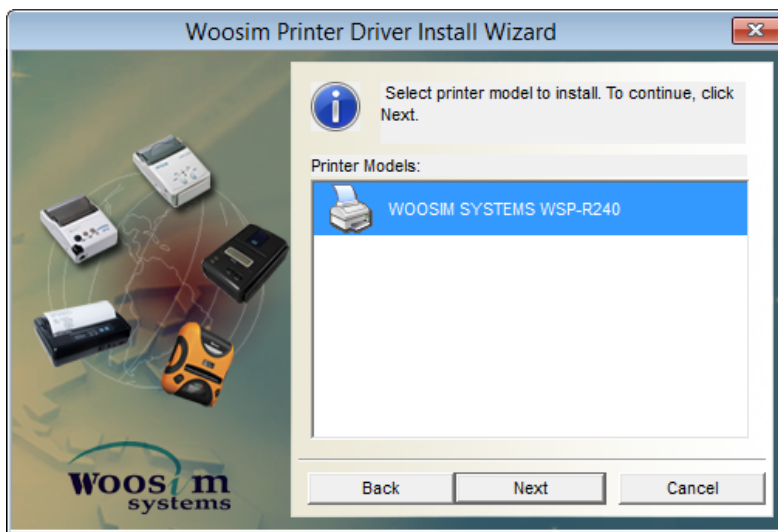 Woosim Printer Driver Install Wizard
Select printer model to install. To continue, click
Next.
Printer Models:
WOOSIM SYSTEMS WSP-R240
Woosim
systems
Back Next Cancel